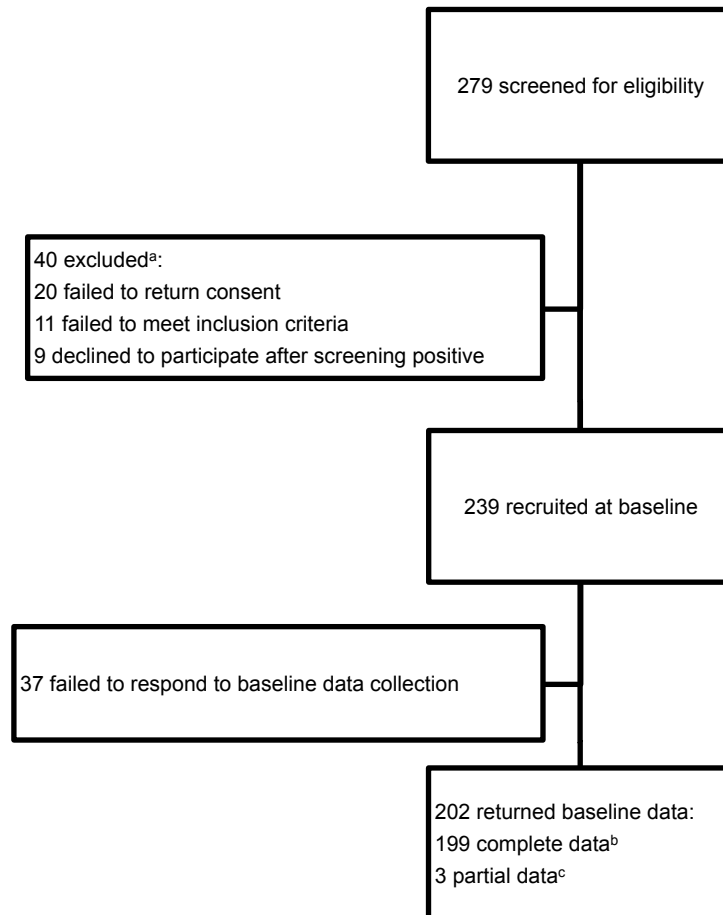 279 screened for eligibility
40 excludedᵃ:
20 failed to return consent
11 failed to meet inclusion criteria
9 declined to participate after screening positive
239 recruited at baseline
37 failed to respond to baseline data collection
202 returned baseline data:
199 complete dataᵇ
3 partial dataᶜ